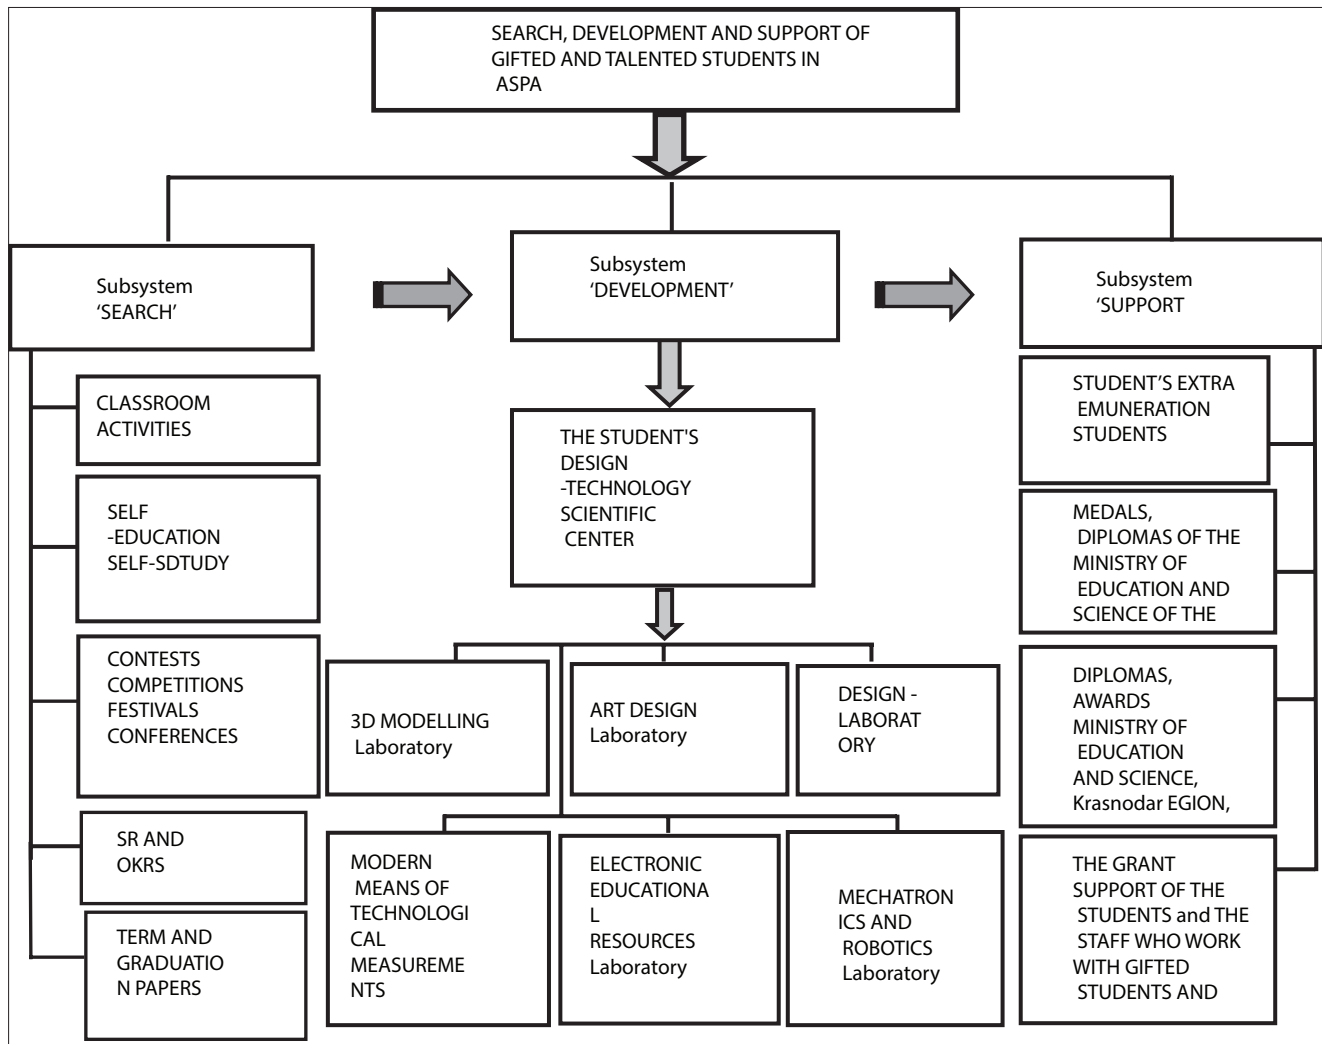 SEARCH, DEVELOPMENT AND SUPPORT OF
GIFTED AND TALENTED STUDENTS IN
ASPA
Subsystem
‘SEARCH’
Subsystem
‘DEVELOPMENT’
Subsystem
‘SUPPORT
CLASSROOM
ACTIVITIES
SELF
-EDUCATION
SELF-SDTUDY
CONTESTS
COMPETITIONS
FESTIVALS
CONFERENCES
SR AND
OKRS
TERM AND
GRADUATIO
N PAPERS
THE STUDENT'S
DESIGN
-TECHNOLOGY
SCIENTIFIC
CENTER
3D MODELLING
Laboratory
ART DESIGN
Laboratory
DESIGN -
LABORAT
ORY
MODERN
MEANS OF
TECHNOLOGI
CAL
MEASUREME
NTS
ELECTRONIC
EDUCATIONA
L
RESOURCES
Laboratory
MECHATRON
ICS AND
ROBOTICS
Laboratory
STUDENT’S EXTRA
EMUNERATION
STUDENTS
MEDALS,
DIPLOMAS OF THE
MINISTRY OF
EDUCATION AND
SCIENCE OF THE
DIPLOMAS,
AWARDS
MINISTRY OF
EDUCATION
AND SCIENCE,
Krasnodar EGION,
THE GRANT
SUPPORT OF THE
STUDENTS and THE
STAFF WHO WORK
WITH GIFTED
STUDENTS AND